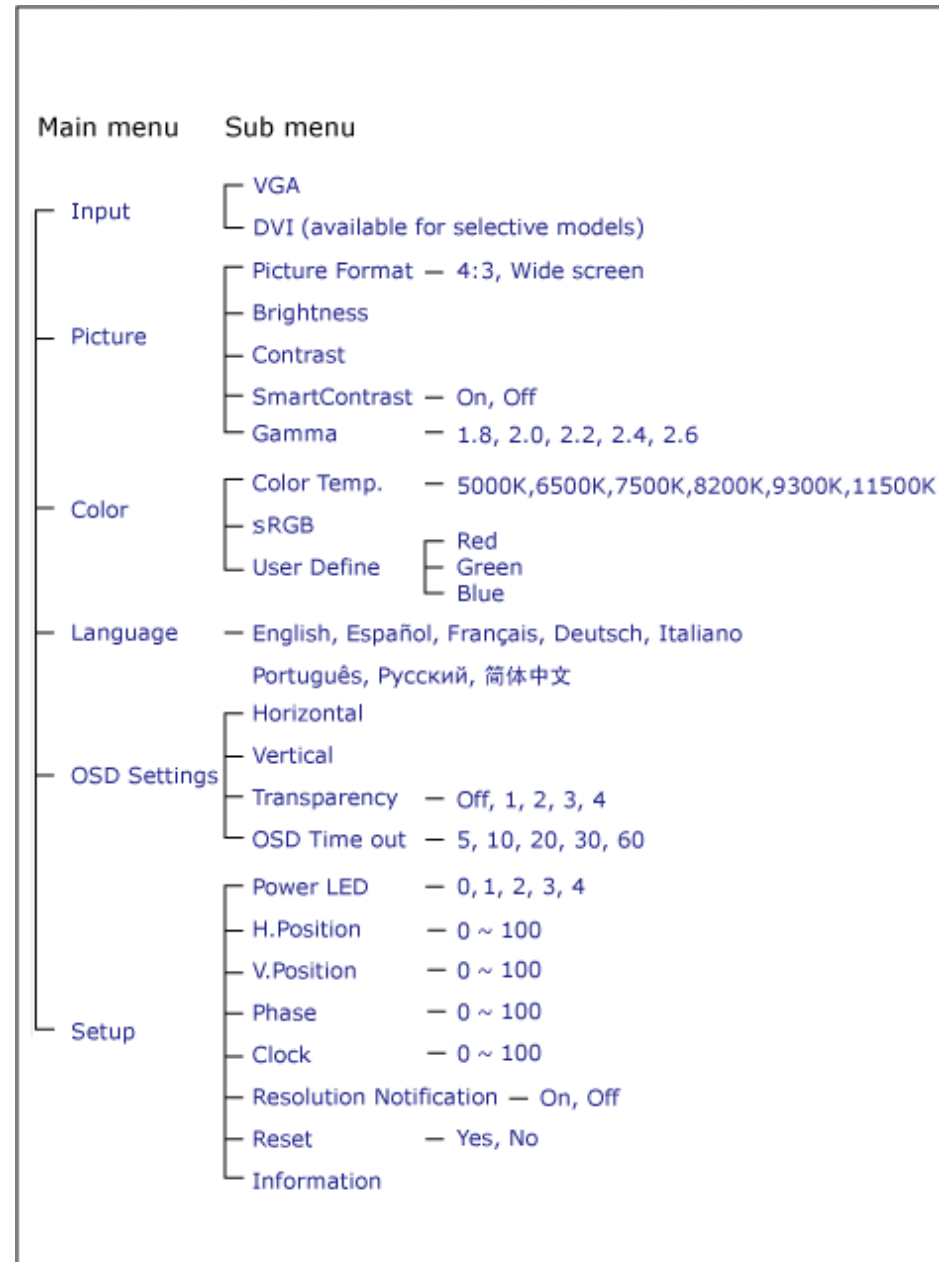 Main menu Sub menu
VGA
Input
DVI (available for selective models)
Picture Format — 4:3, Wide screen
Brightness
Picture
Contrast
SmartContrast — On, Off
Gamma — 1.8, 2.0, 2.2, 2.4, 2.6
Color Temp. — 5000K,6500K,7500K,8200K,9300K,11500K
Color
sRGB
Red
User Define Green
Blue
Language — English, Español, Français, Deutsch, Italiano
Português, Русский, 简体中文
Horizontal
Vertical
OSD Settings
Transparency — Off, 1, 2, 3, 4
OSD Time out — 5, 10, 20, 30, 60
Power LED — 0, 1, 2, 3, 4
H.Position — 0 ~ 100
V.Position — 0 ~ 100
Phase — 0 ~ 100
Setup
Clock — 0 ~ 100
Resolution Notification — On, Off
Reset — Yes, No
Information